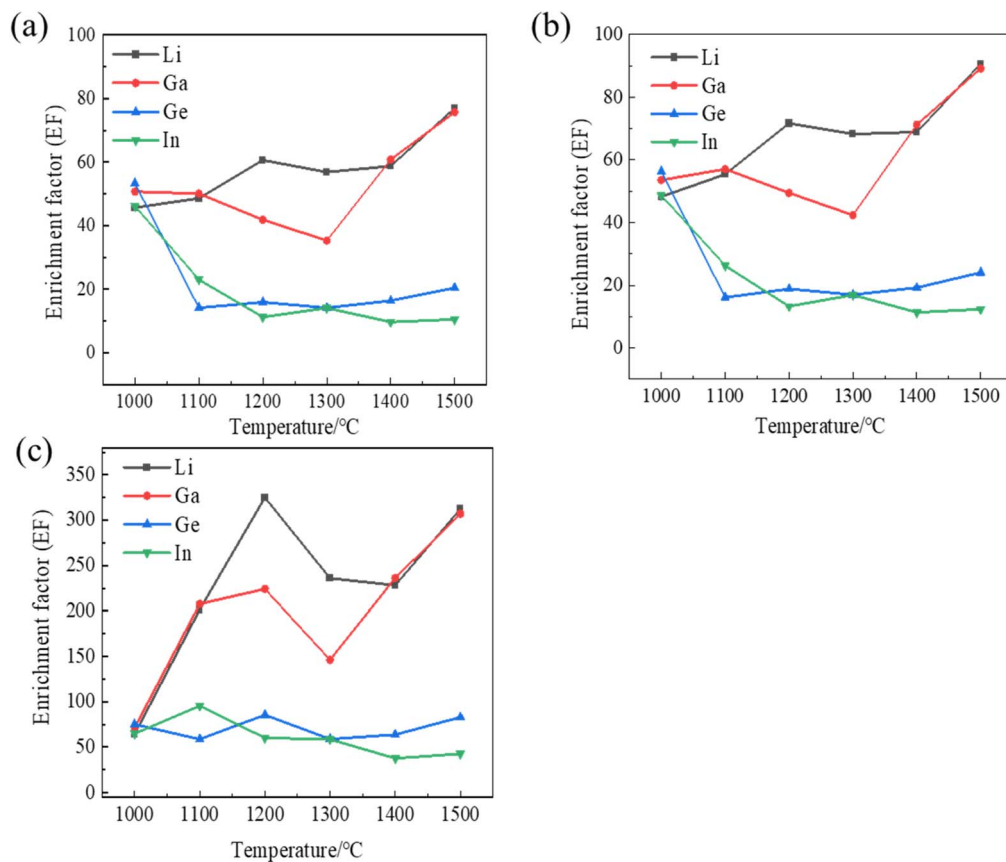 (a)
Enrichment factor (EF)
100
80
60
40
20
0
Li
Ga
Ge
In
1000 1100 1200 1300 1400 1500
Temperature/°C
(b)
Enrichment factor (EF)
100
80
60
40
20
0
Li
Ga
Ge
In
1000 1100 1200 1300 1400 1500
Temperature/°C
(c)
Enrichment factor (EF)
350
300
250
200
150
100
50
0
Li
Ga
Ge
In
1000 1100 1200 1300 1400 1500
Temperature/°C